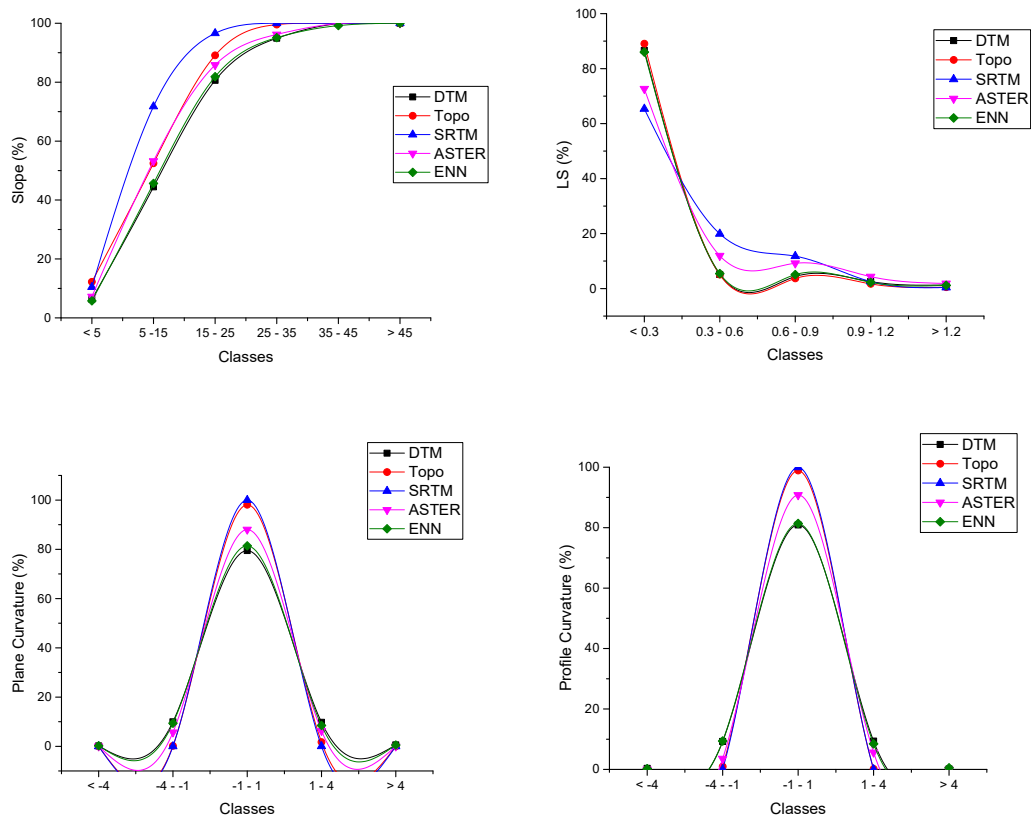 100
80
60
40
20
0
Slope (%)
< 5
5 -15
15 - 25
25 - 35
35 - 45
> 45
Classes
DTM
Topo
SRTM
ASTER
ENN
100
80
60
40
20
0
LS (%)
< 0.3
0.3 - 0.6
0.6 - 0.9
0.9 - 1.2
> 1.2
Classes
DTM
Topo
SRTM
ASTER
ENN
100
80
60
40
20
0
Plane Curvature (%)
< -4
-4 - -1
-1 - 1
1 - 4
> 4
Classes
DTM
Topo
SRTM
ASTER
ENN
100
80
60
40
20
0
Profile Curvature (%)
< -4
-4 - -1
-1 - 1
1 - 4
> 4
Classes
DTM
Topo
SRTM
ASTER
ENN